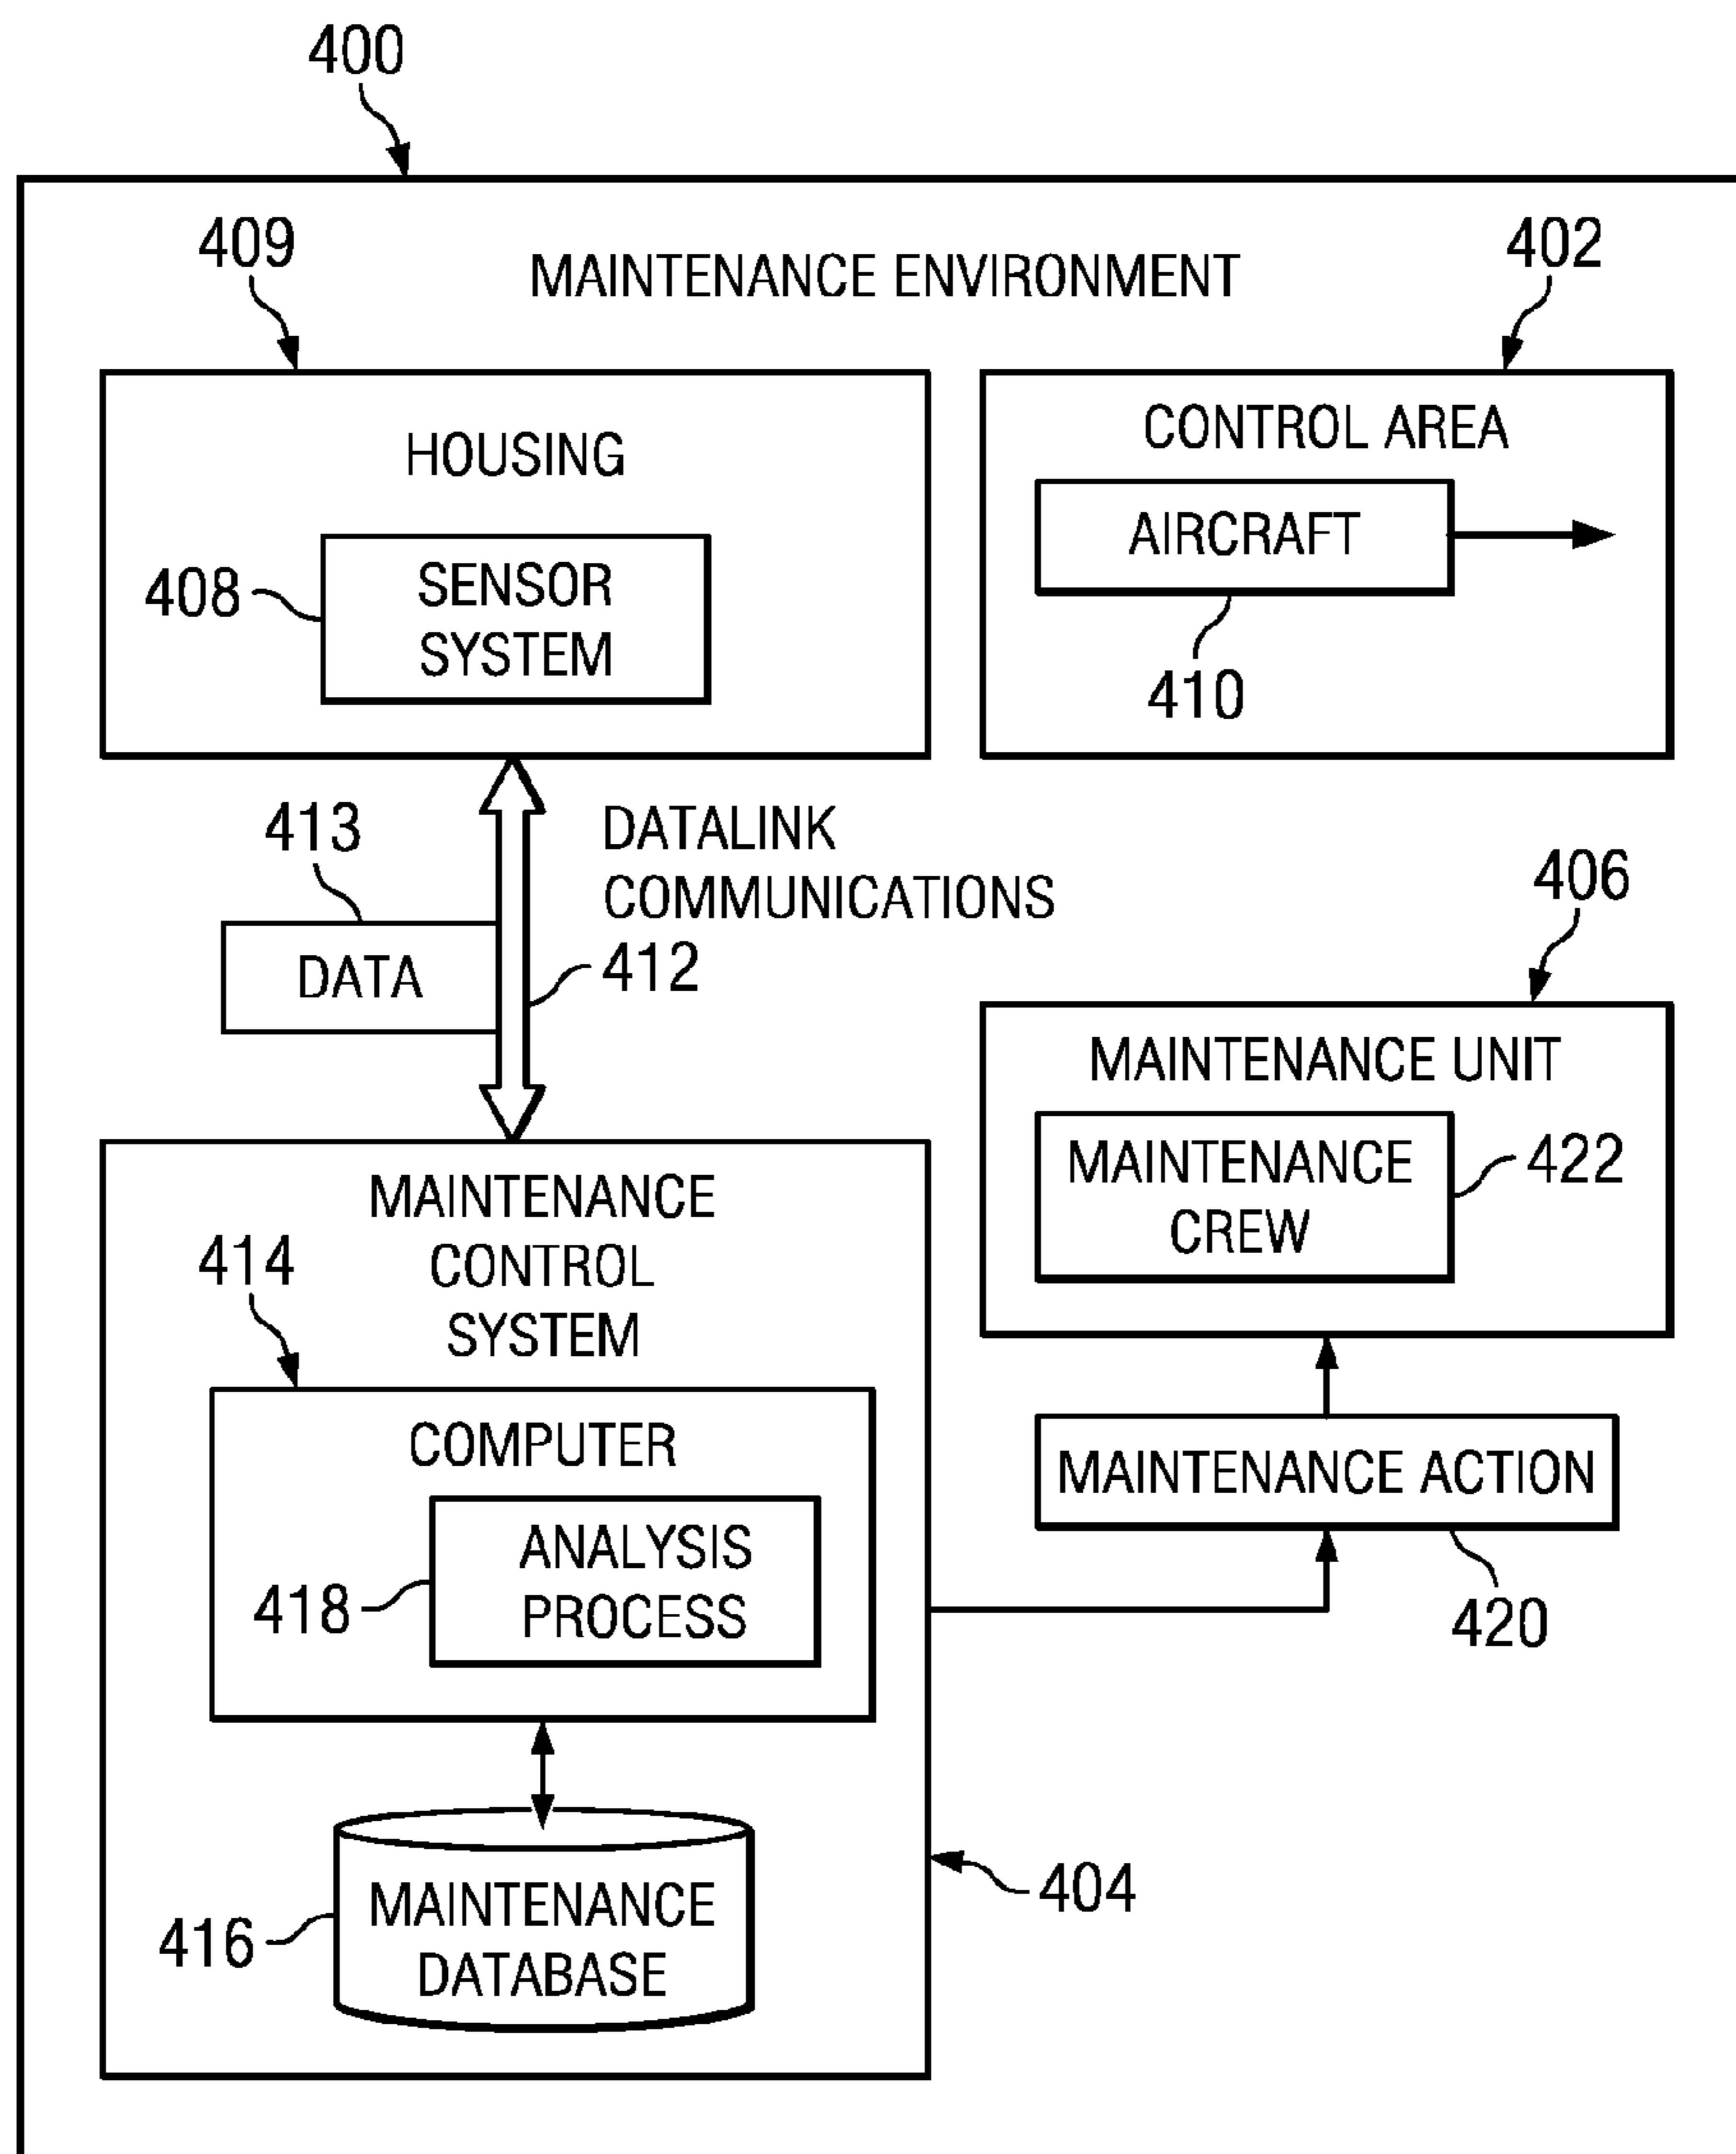 400
409
MAINTENANCE ENVIRONMENT
402
HOUSING
CONTROL AREA
408
SENSOR
SYSTEM
AIRCRAFT
410
413
DATALINK
COMMUNICATIONS
412
DATA
406
MAINTENANCE UNIT
MAINTENANCE
CREW
422
MAINTENANCE
CONTROL
SYSTEM
414
COMPUTER
ANALYSIS
PROCESS
418
MAINTENANCE ACTION
420
404
416
MAINTENANCE
DATABASE